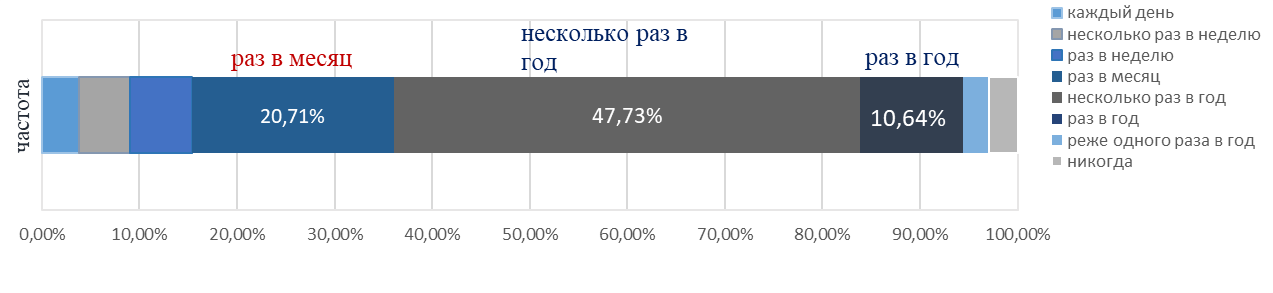 несколько раз в
год
раз в месяц
раз в год
частота
20,71%
47,73%
10,64%
0,00%
10,00%
20,00%
30,00%
40,00%
50,00%
60,00%
70,00%
80,00%
90,00%
100,00%
каждый день
несколько раз в неделю
раз в неделю
раз в месяц
несколько раз в год
раз в год
реже одного раза в год
никогда